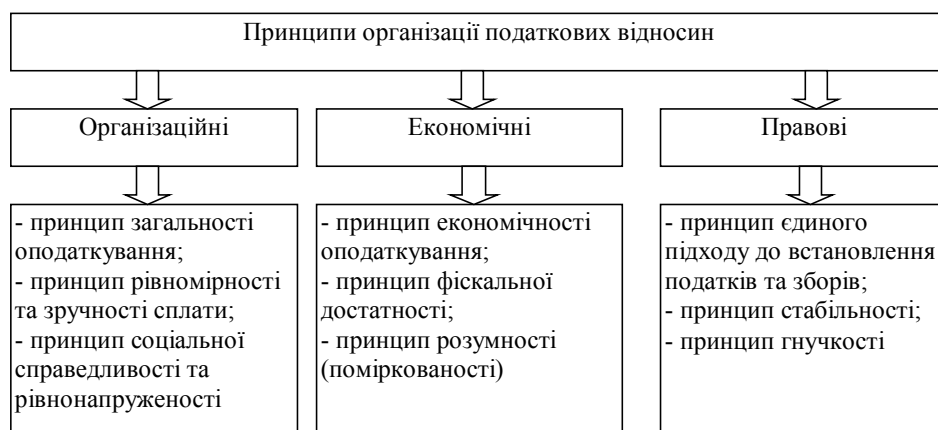 Принципи організації податкових відносин
Організаційні
Економічні
Правові
- принцип загальності
оподаткування;
- принцип рівномірності
та зручності сплати;
- принцип соціальної
справедливості та
рівнонапруженості
- принцип економічності
оподаткування;
- принцип фіскальної
достатності;
- принцип розумності
(поміркованості)
- принцип єдиного
підходу до встановлення
податків та зборів;
- принцип стабільності;
- принцип гнучкості